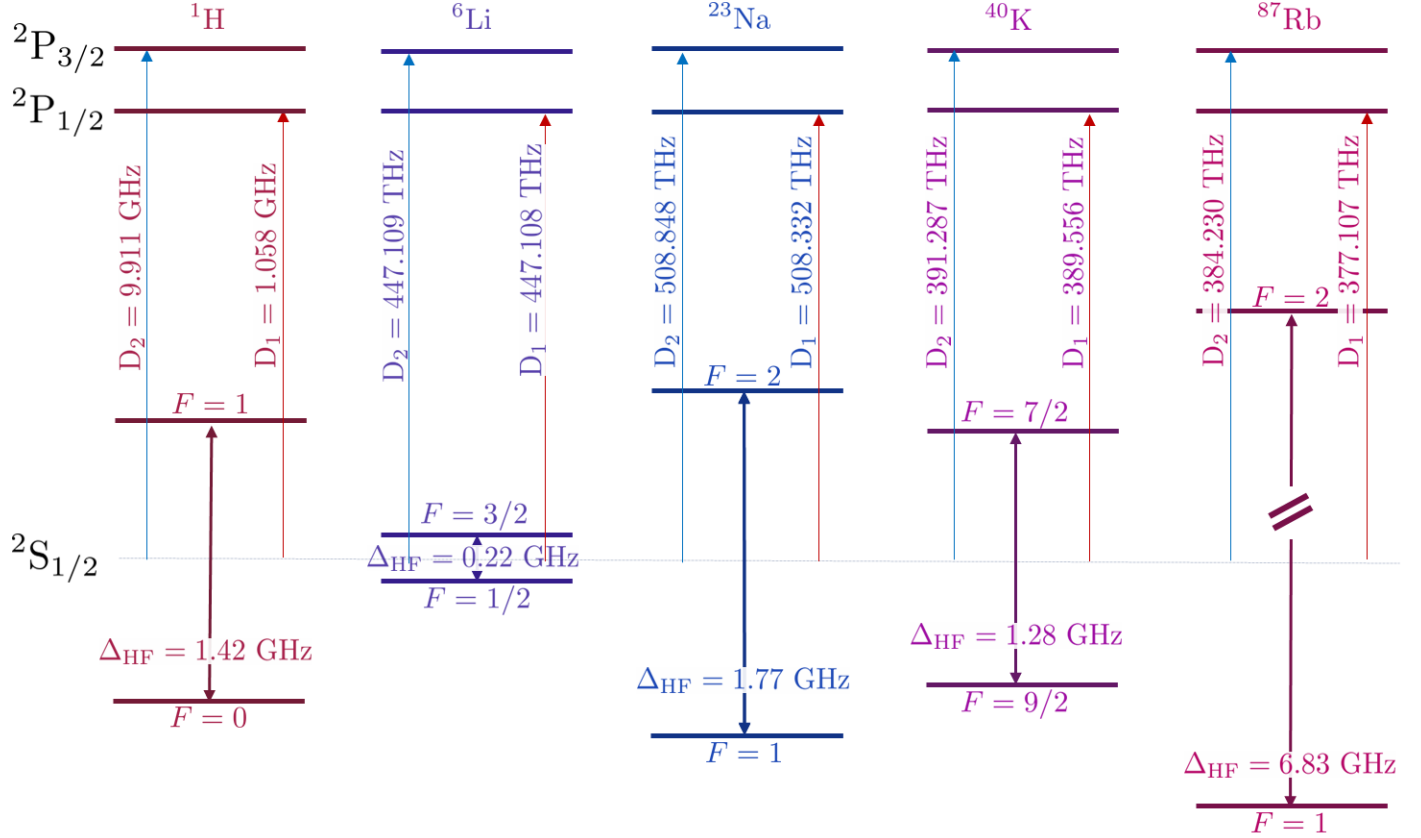 ¹H
⁶Li
²³Na
⁴⁰K
⁸⁷Rb
²P₃/₂
²P₁/₂
²S₁/₂
D₂ = 9.911 GHz
D₁ = 1.058 GHz
F = 1
Δ_HF = 1.42 GHz
F = 0
D₂ = 447.109 THz
D₁ = 447.108 THz
F = 3/2
Δ_HF = 0.22 GHz
F = 1/2
D₂ = 508.848 THz
D₁ = 508.332 THz
F = 2
Δ_HF = 1.77 GHz
F = 1
D₂ = 391.287 THz
D₁ = 389.556 THz
F = 7/2
Δ_HF = 1.28 GHz
F = 9/2
D₂ = 384.230 THz
D₁ = 377.107 THz
F = 2
Δ_HF = 6.83 GHz
F = 1